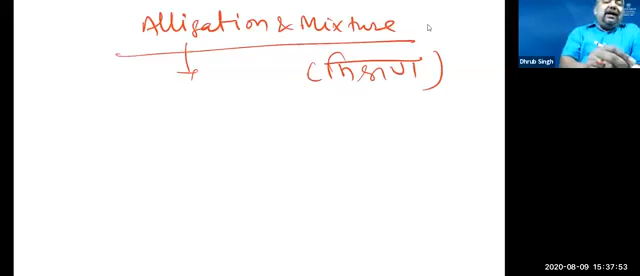 Alligation & Mixture
(मिश्रण)
Dhrub Singh
2020-08-09 15:37:53